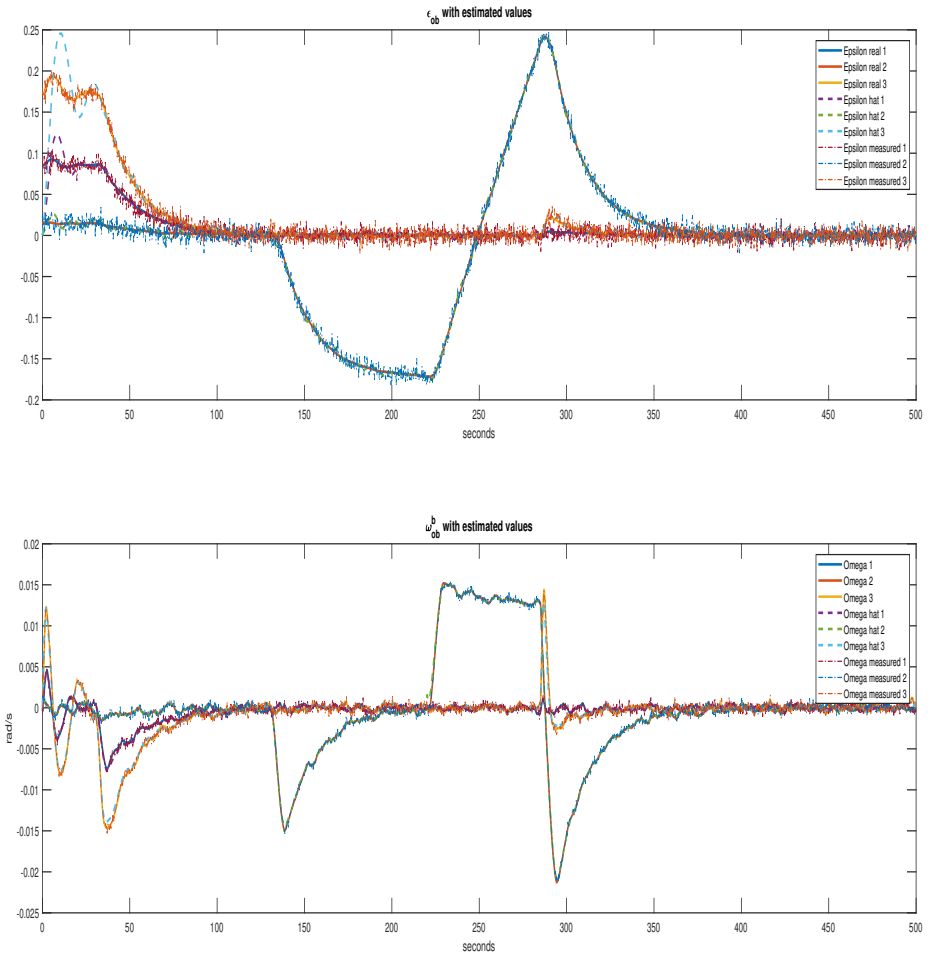 ϵob with estimated values
0.25
0.2
0.15
0.1
0.05
0
-0.05
-0.1
-0.15
-0.2
Epsilon real 1
Epsilon real 2
Epsilon real 3
Epsilon hat 1
Epsilon hat 2
Epsilon hat 3
Epsilon measured 1
Epsilon measured 2
Epsilon measured 3
0 50 100 150 200 250 300 350 400 450 500
seconds
ω^b_ob with estimated values
0.02
0.015
0.01
0.005
0
-0.005
-0.01
-0.015
-0.02
-0.025
rad/s
Omega 1
Omega 2
Omega 3
Omega hat 1
Omega hat 2
Omega hat 3
Omega measured 1
Omega measured 2
Omega measured 3
0 50 100 150 200 250 300 350 400 450 500
seconds